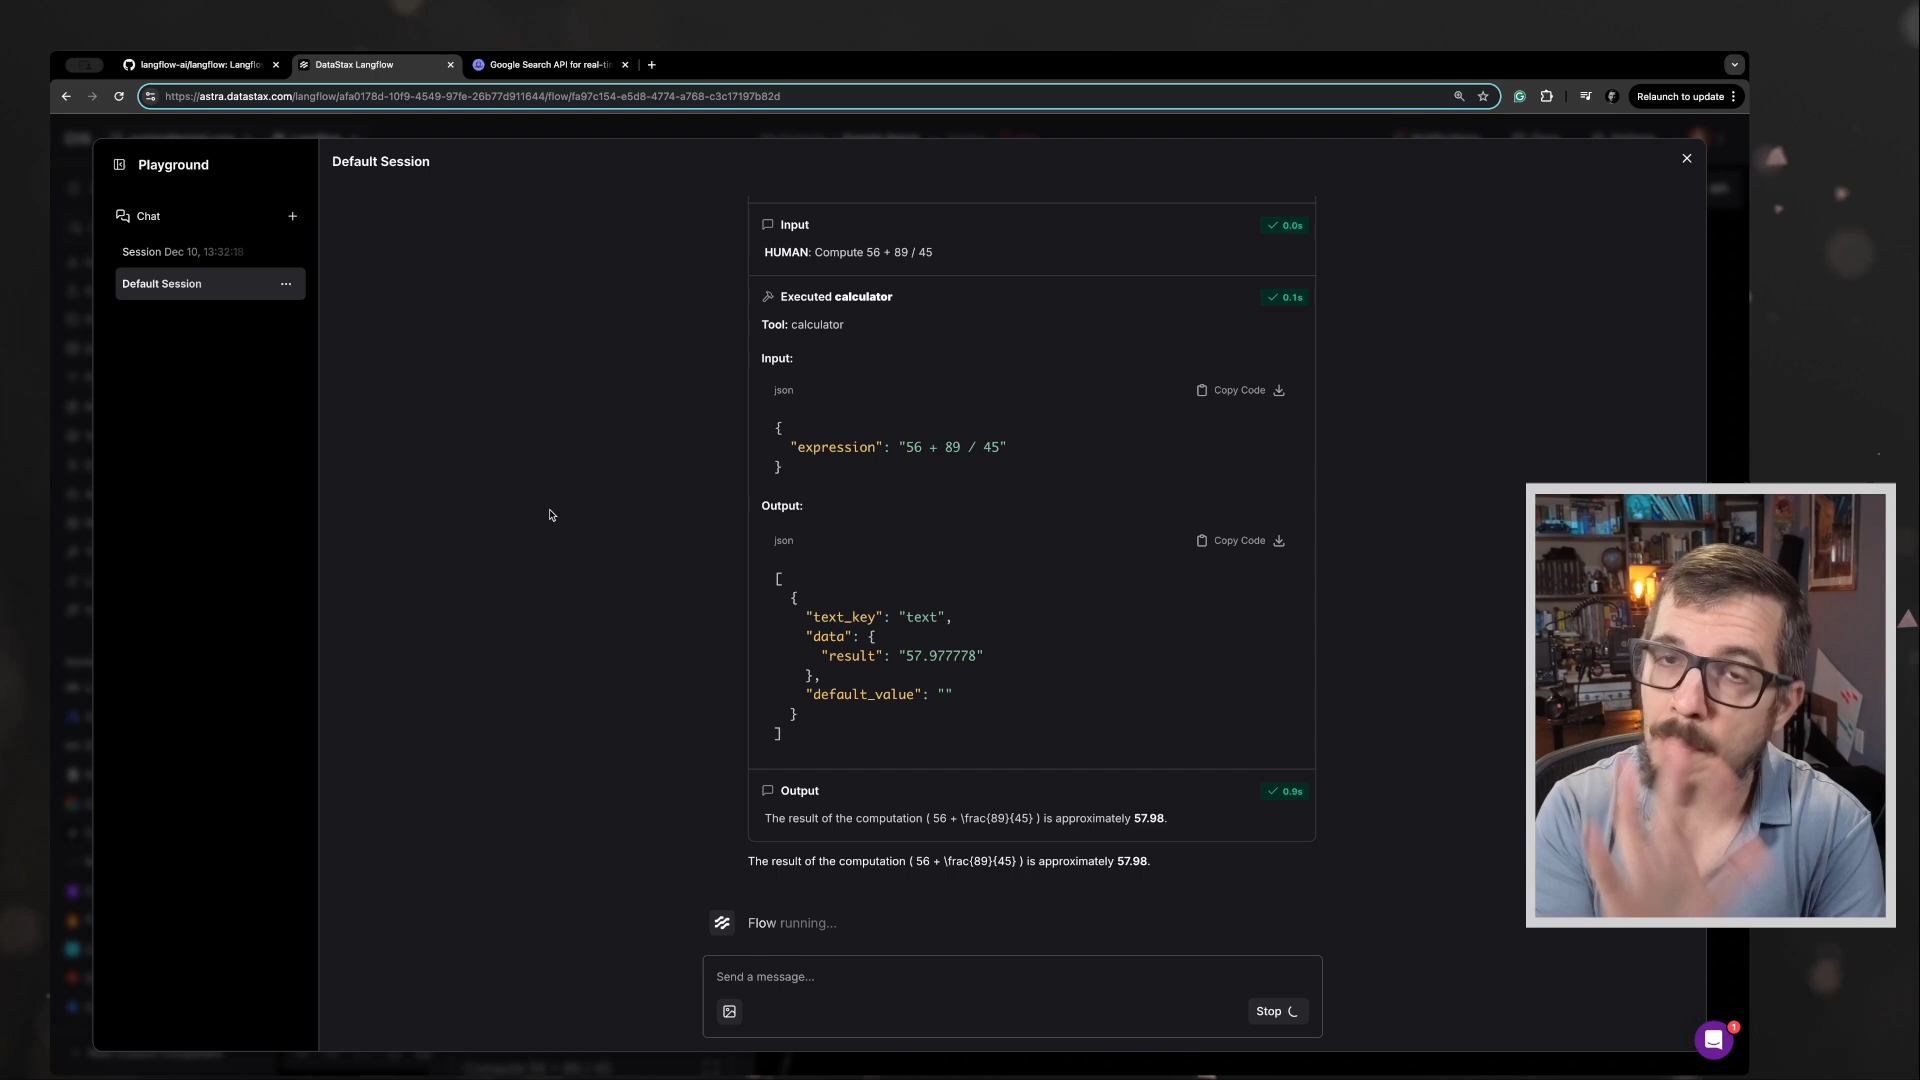 langflow-ai/langflow: Langflo
DataStax Langflow
Google Search API for real-tim
https://astra.datastax.com/langflow/afa0178d-10f9-4549-97fe-26b77d911644/flow/fa97c154-e5d8-4774-a768-c3c17197b82d
Relaunch to update
Playground
Default Session
Chat
Session Dec 10, 13:32:18
Default Session
Input
0.0s
HUMAN: Compute 56 + 89 / 45
Executed calculator
0.1s
Tool: calculator
Input:
json
Copy Code
{
"expression": "56 + 89 / 45"
}
Output:
json
Copy Code
[
{
"text_key": "text",
"data": {
"result": "57.977778"
},
"default_value": ""
}
]
Output
0.9s
The result of the computation ( 56 + \frac{89}{45} ) is approximately 57.98.
The result of the computation ( 56 + \frac{89}{45} ) is approximately 57.98.
Flow running...
Send a message...
Stop
1